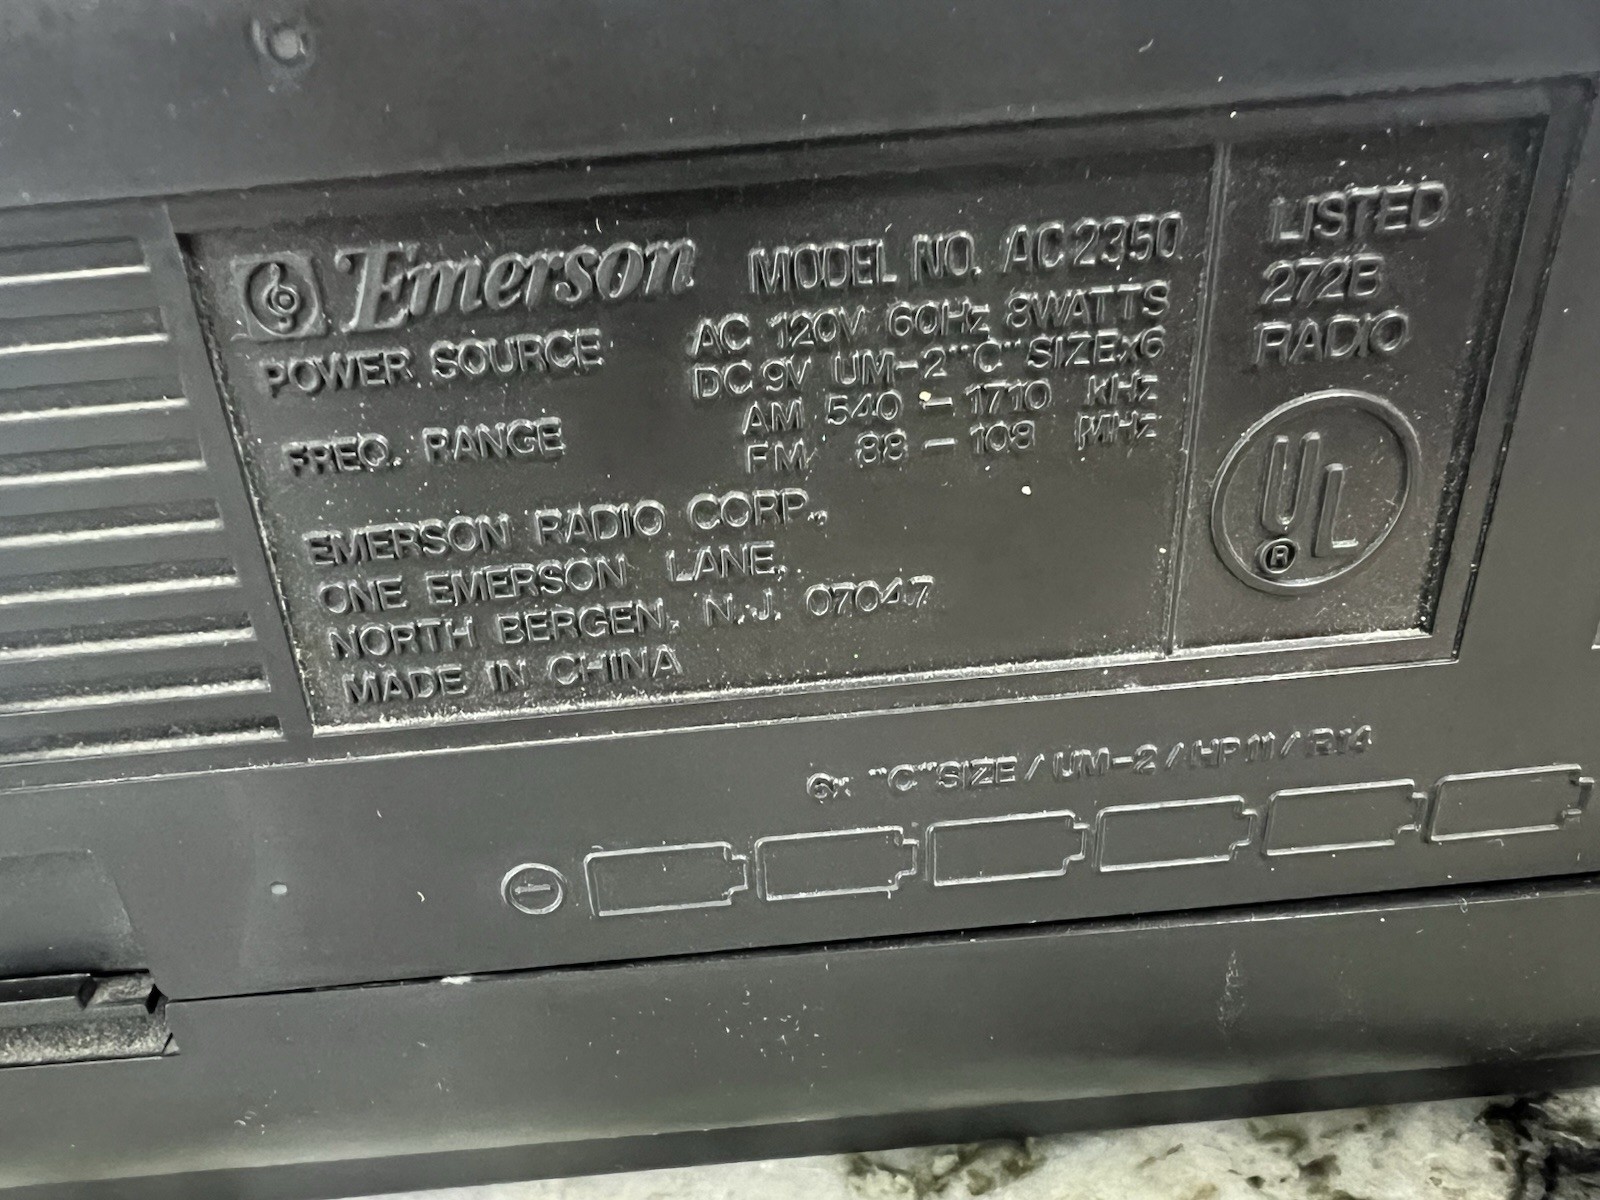 Emerson MODEL NO. AC2350
POWER SOURCE AC 120V 60Hz 8WATTS
DC 9V UM-2 "C" SIZE×6
FREQ. RANGE AM 540 - 1710 kHz
FM 88 - 108 MHz
EMERSON RADIO CORP.,
ONE EMERSON LANE,
NORTH BERGEN, N.J. 07047
MADE IN CHINA
LISTED
272B
RADIO
UL
®
6x "C" SIZE / UM-2 / HP11 / R14